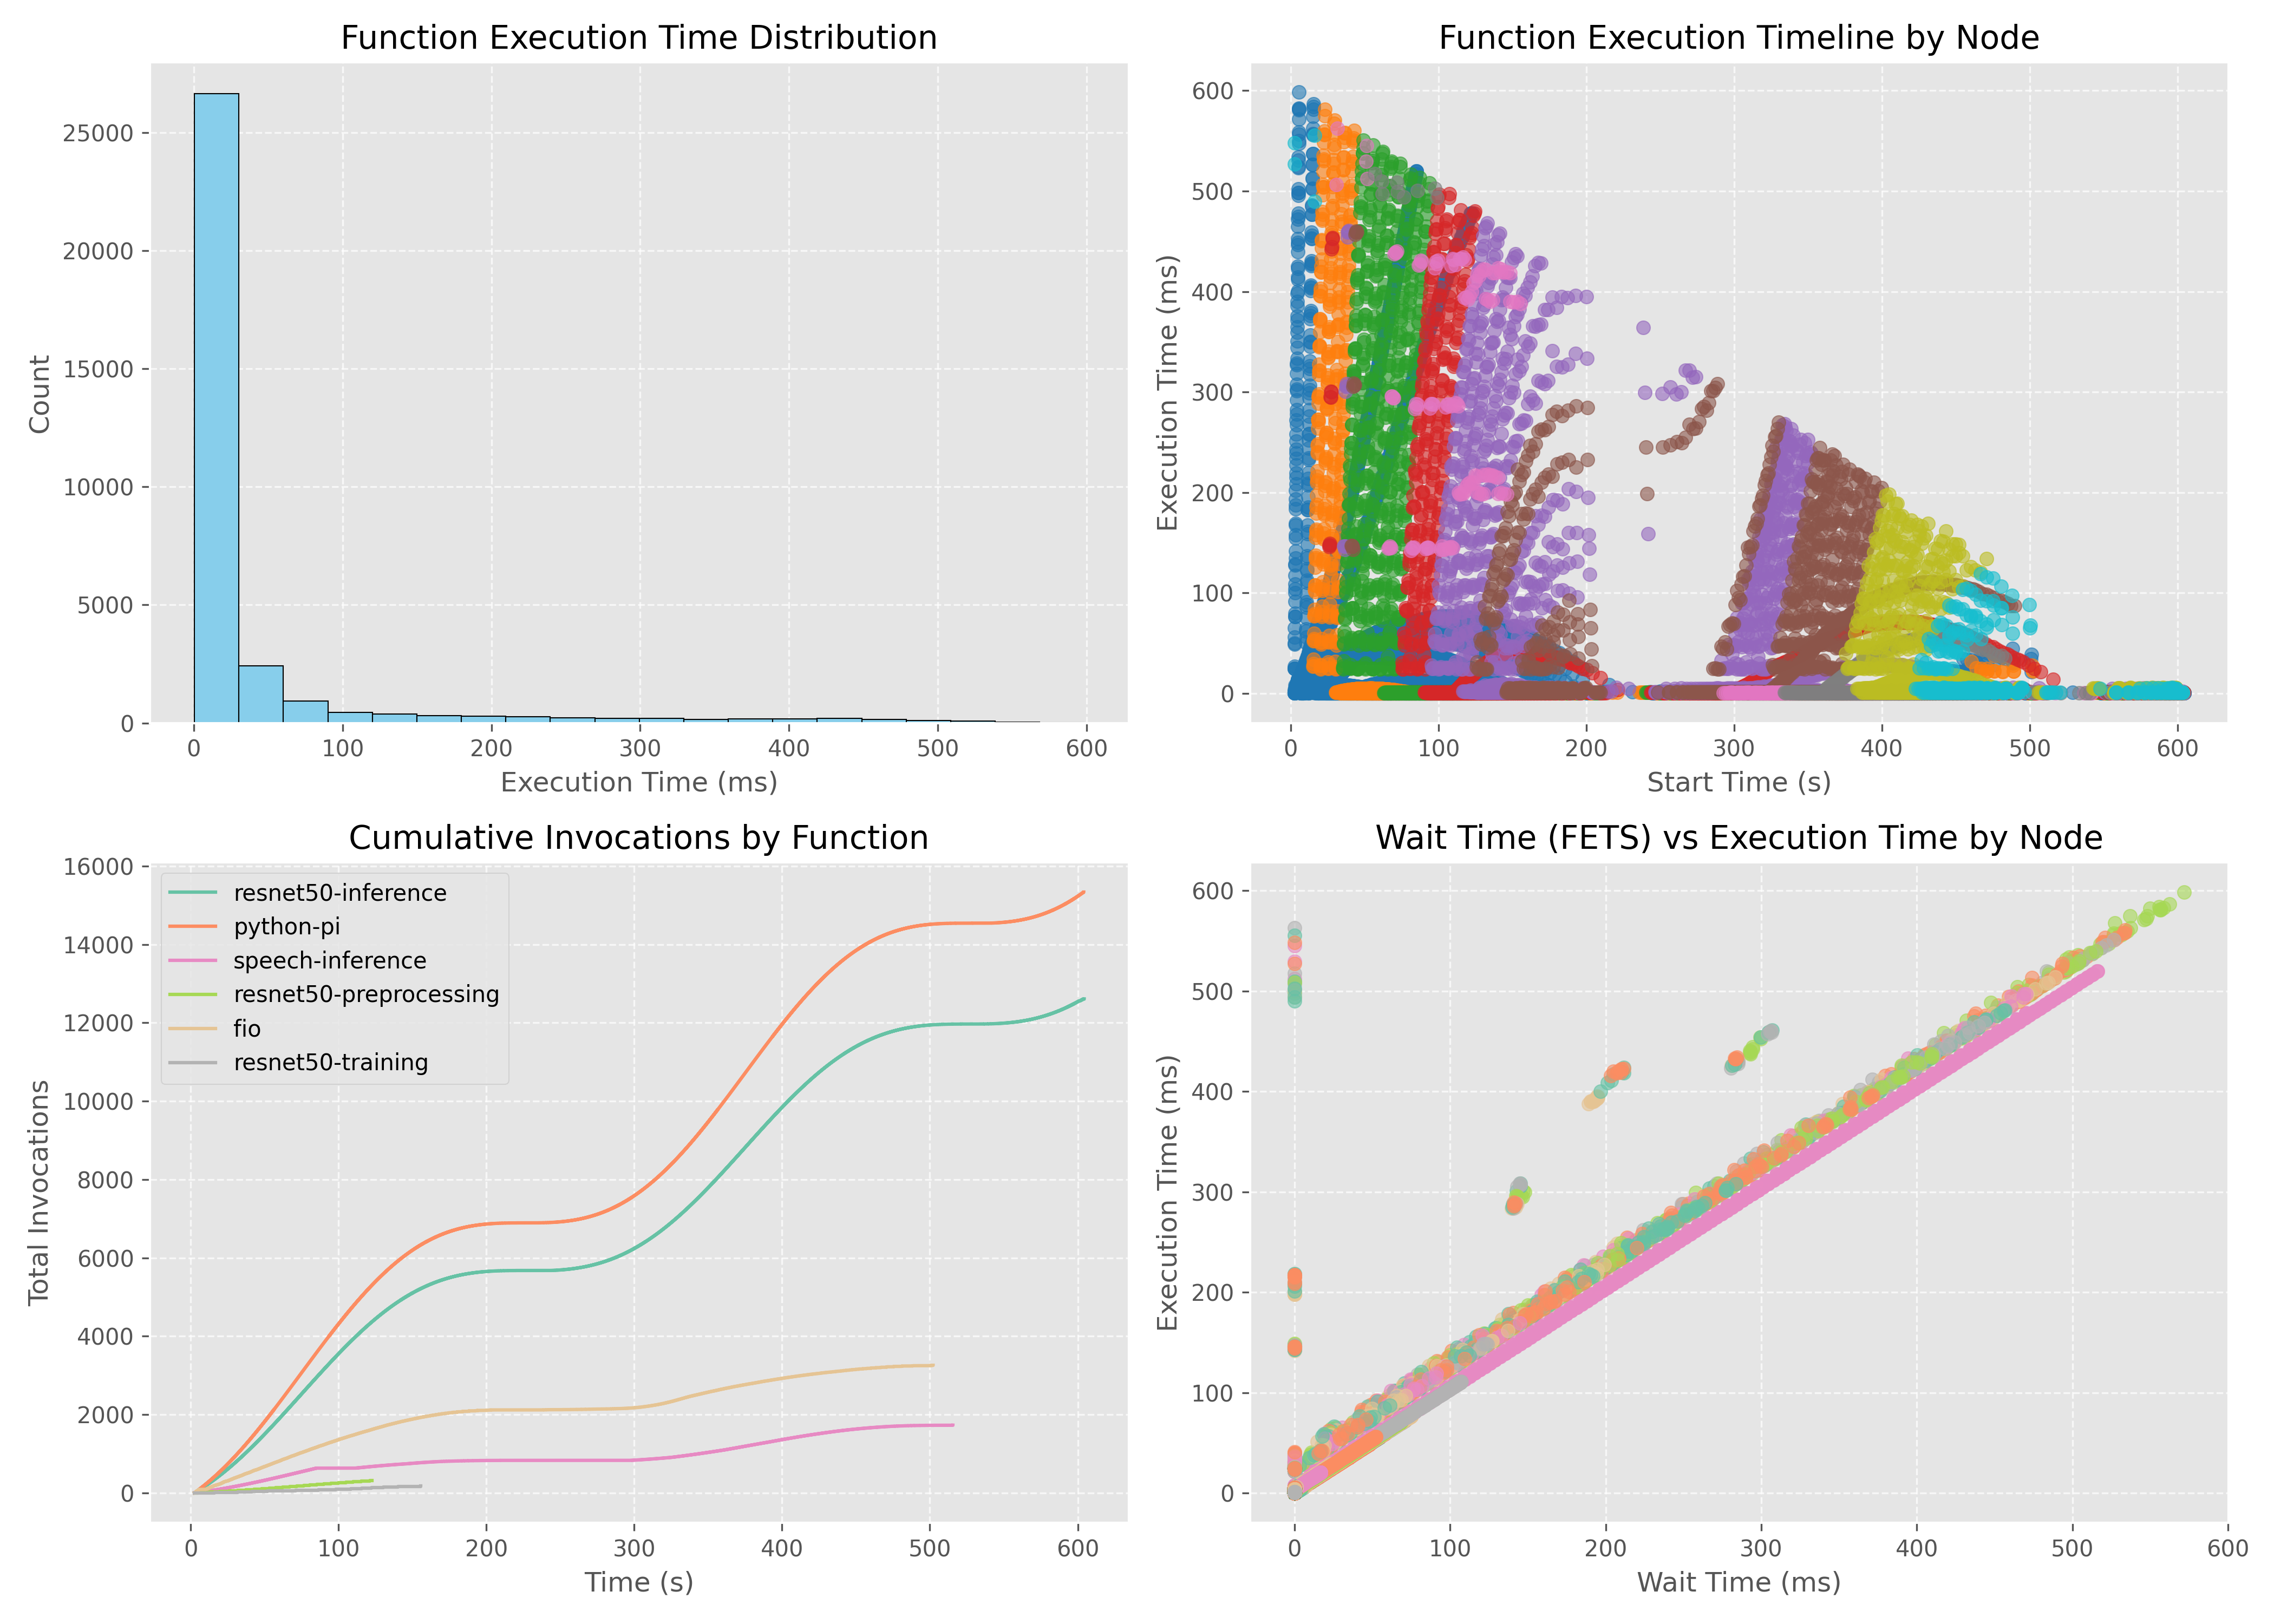 Function Execution Time Distribution
Count
25000
20000
15000
10000
5000
0
0 100 200 300 400 500 600
Execution Time (ms)
Function Execution Timeline by Node
Execution Time (ms)
600
500
400
300
200
100
0
0 100 200 300 400 500 600
Start Time (s)
Cumulative Invocations by Function
Total Invocations
16000
14000
12000
10000
8000
6000
4000
2000
0
resnet50-inference
python-pi
speech-inference
resnet50-preprocessing
fio
resnet50-training
0 100 200 300 400 500 600
Time (s)
Wait Time (FETS) vs Execution Time by Node
Execution Time (ms)
600
500
400
300
200
100
0
0 100 200 300 400 500 600
Wait Time (ms)